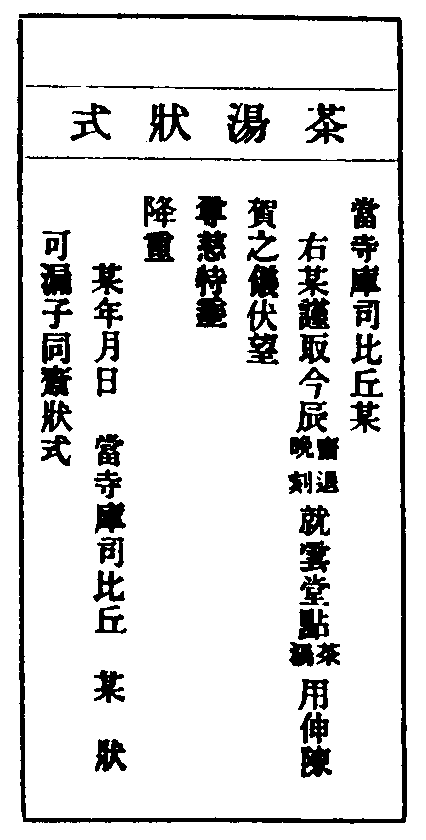 茶湯狀式
當寺庫司比丘某
右某謹取今辰齋退晚刻就雲堂點茶湯用伸陳
賀之儀伏望
尊慈特垂
降重
某年月日 當寺庫司比丘 某 狀
可漏子同齋狀式